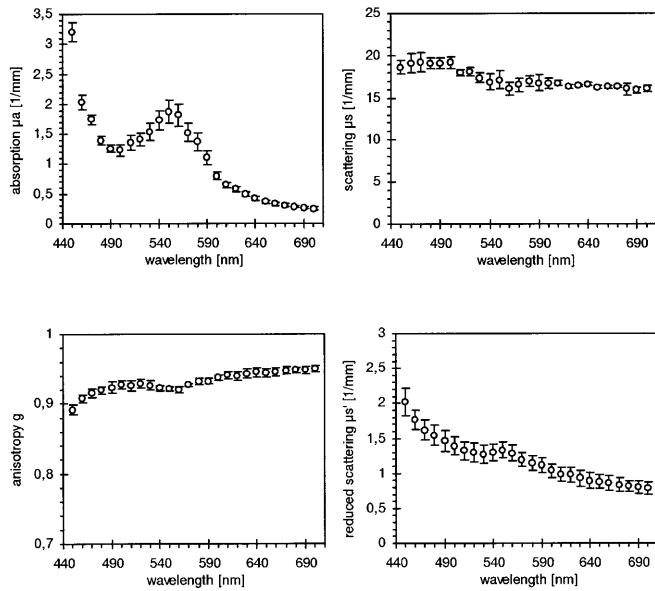 absorption µa [1/mm]
3,5
3
2,5
2
1,5
1
0,5
0
440 490 540 590 640 690
wavelength [nm]
scattering µs [1/mm]
25
20
15
10
5
0
440 490 540 590 640 690
wavelength [nm]
anisotropy g
1
0,9
0,8
0,7
440 490 540 590 640 690
wavelength [nm]
reduced scattering µs' [1/mm]
3
2,5
2
1,5
1
0,5
0
440 490 540 590 640 690
wavelength [nm]